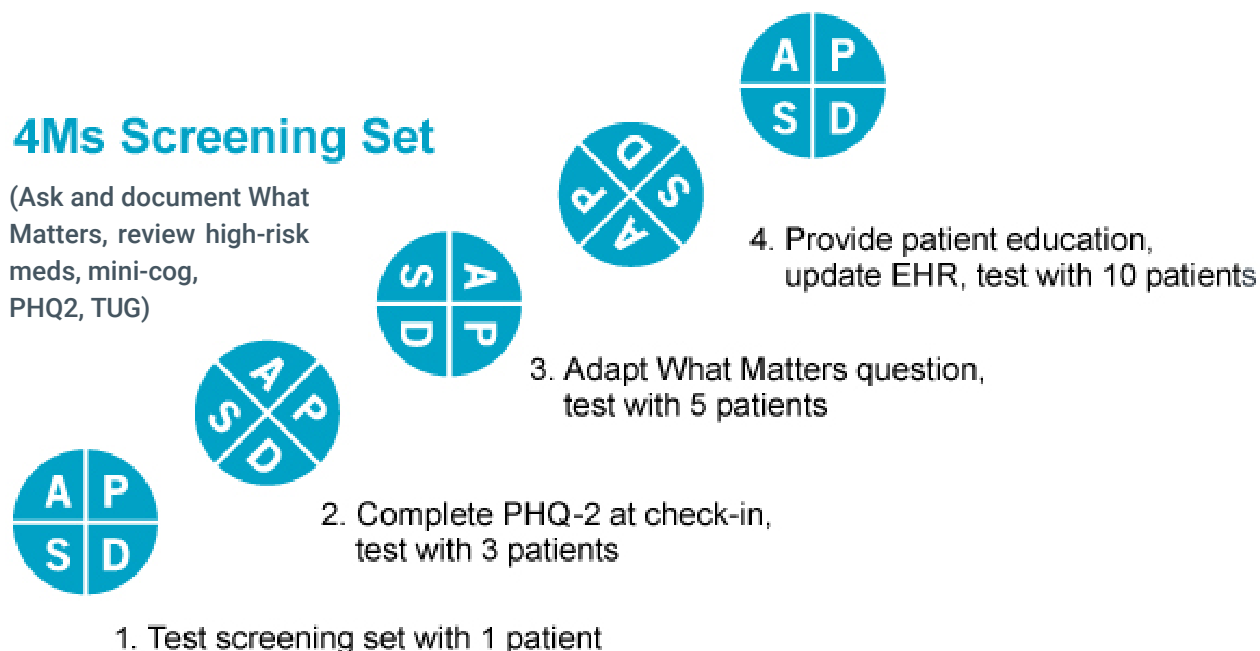 A P
S D
4Ms Screening Set
(Ask and document What
Matters, review high-risk
meds, mini-cog,
PHQ2, TUG)
A P
S D
4. Provide patient education,
update EHR, test with 10 patients
A P
S D
3. Adapt What Matters question,
test with 5 patients
A P
S D
2. Complete PHQ-2 at check-in,
test with 3 patients
A P
S D
1. Test screening set with 1 patient